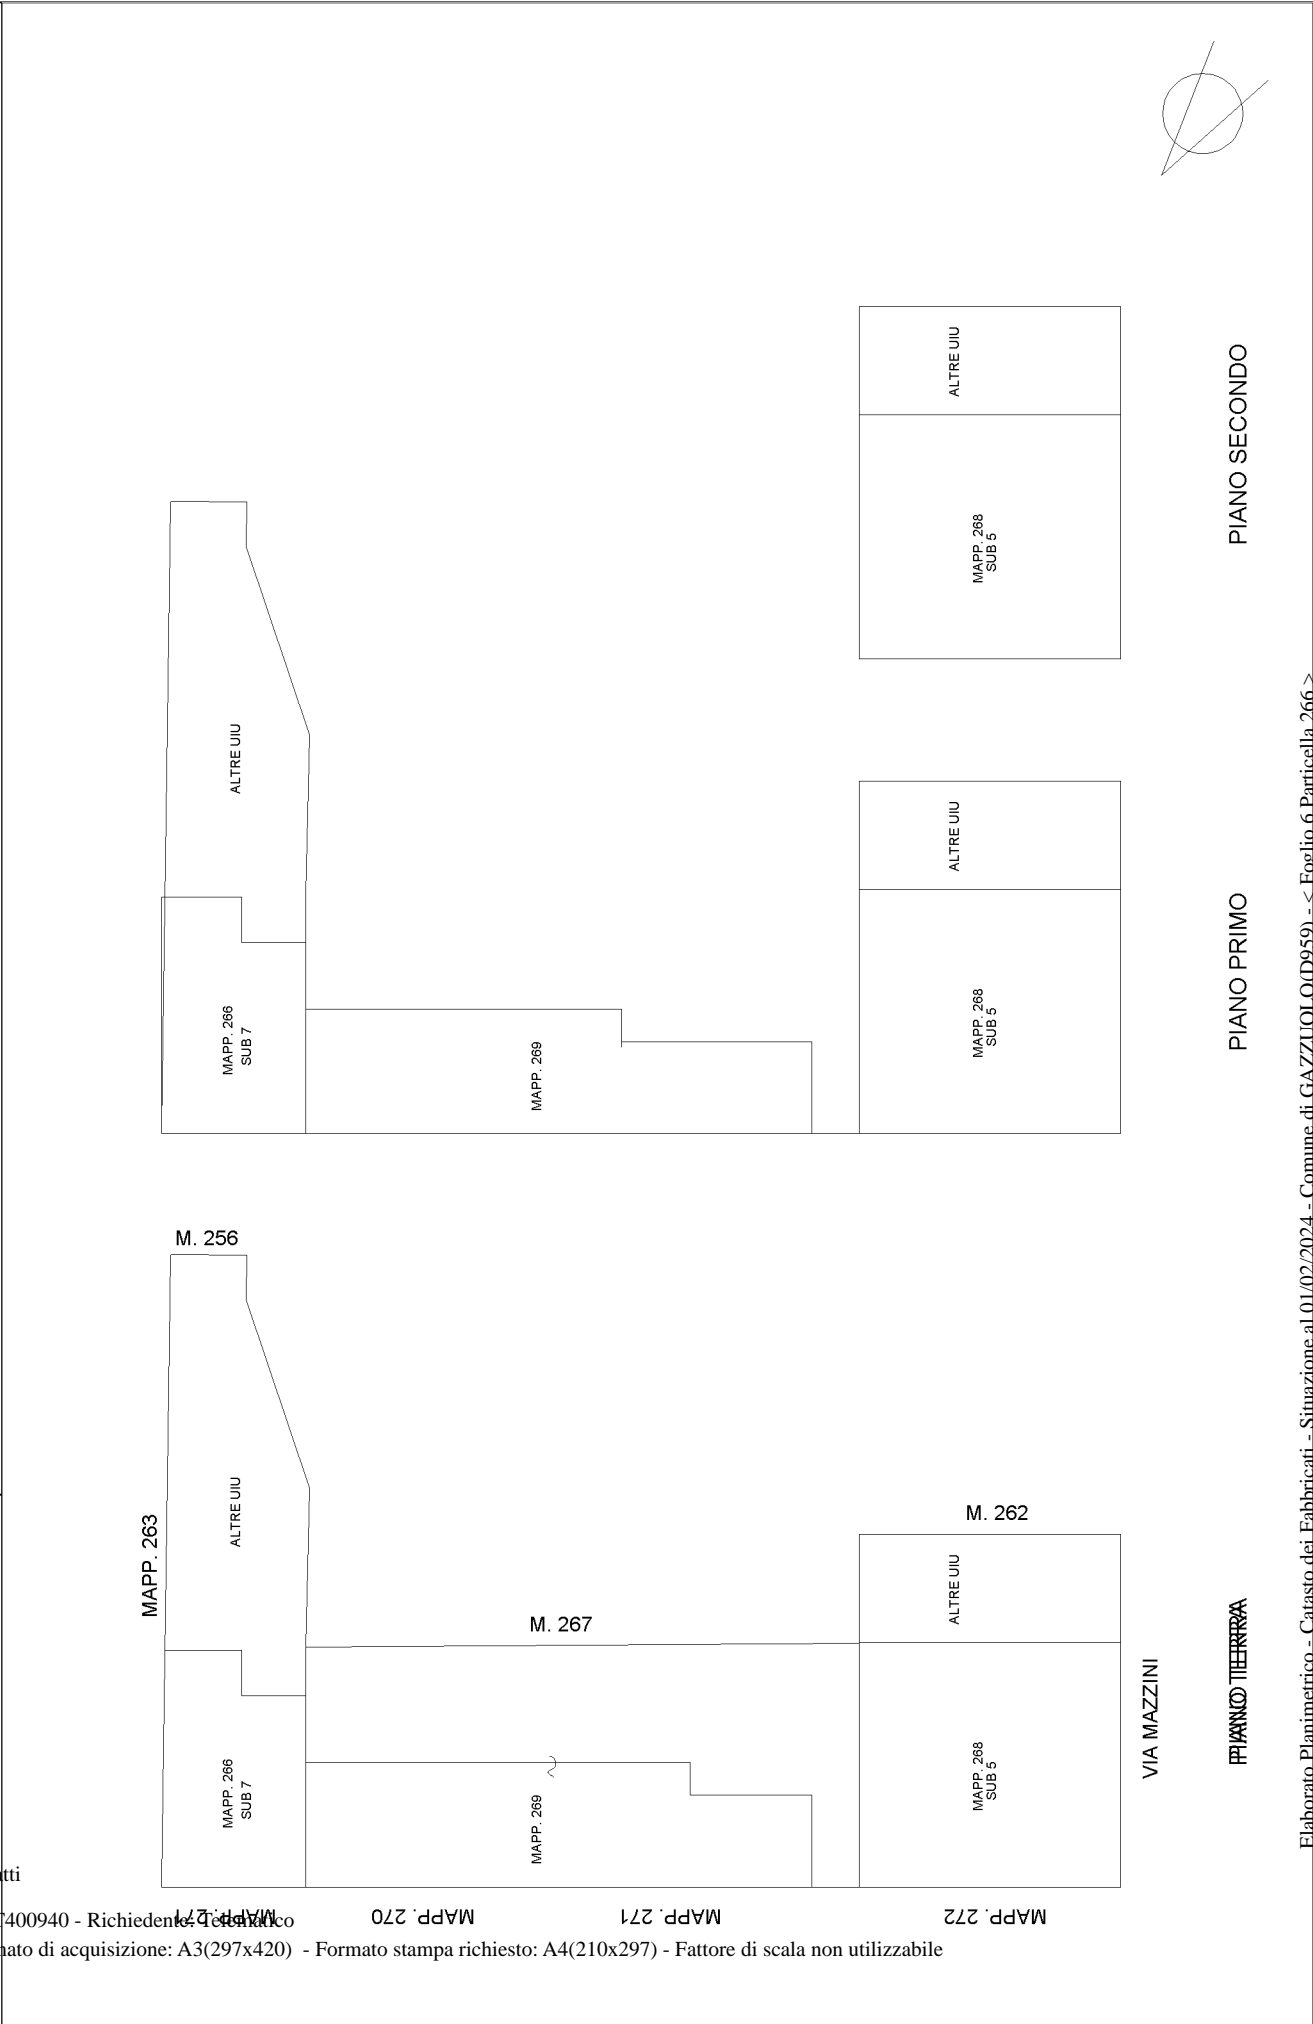 PIANO SECONDO
ALTRE UIU
MAPP. 268
SUB 5
PIANO PRIMO
ALTRE UIU
ALTRE UIU
MAPP. 266
SUB 7
MAPP. 269
MAPP. 268
SUB 5
PIANO TERRA
M. 256
MAPP. 263
ALTRE UIU
M. 262
ALTRE UIU
M. 267
VIA MAZZINI
MAPP. 266
SUB 7
MAPP. 269
MAPP. 268
SUB 5
MAPP. 271
MAPP. 270
MAPP. 271
MAPP. 272
Elaborato Planimetrico - Catasto dei Fabbricati - Situazione al 01/02/2024 - Comune di GAZZUOLO(D959) - < Foglio 6 Particella 266 >
tti
T400940 - Richiedente: Telematico
nato di acquisizione: A3(297x420) - Formato stampa richiesto: A4(210x297) - Fattore di scala non utilizzabile